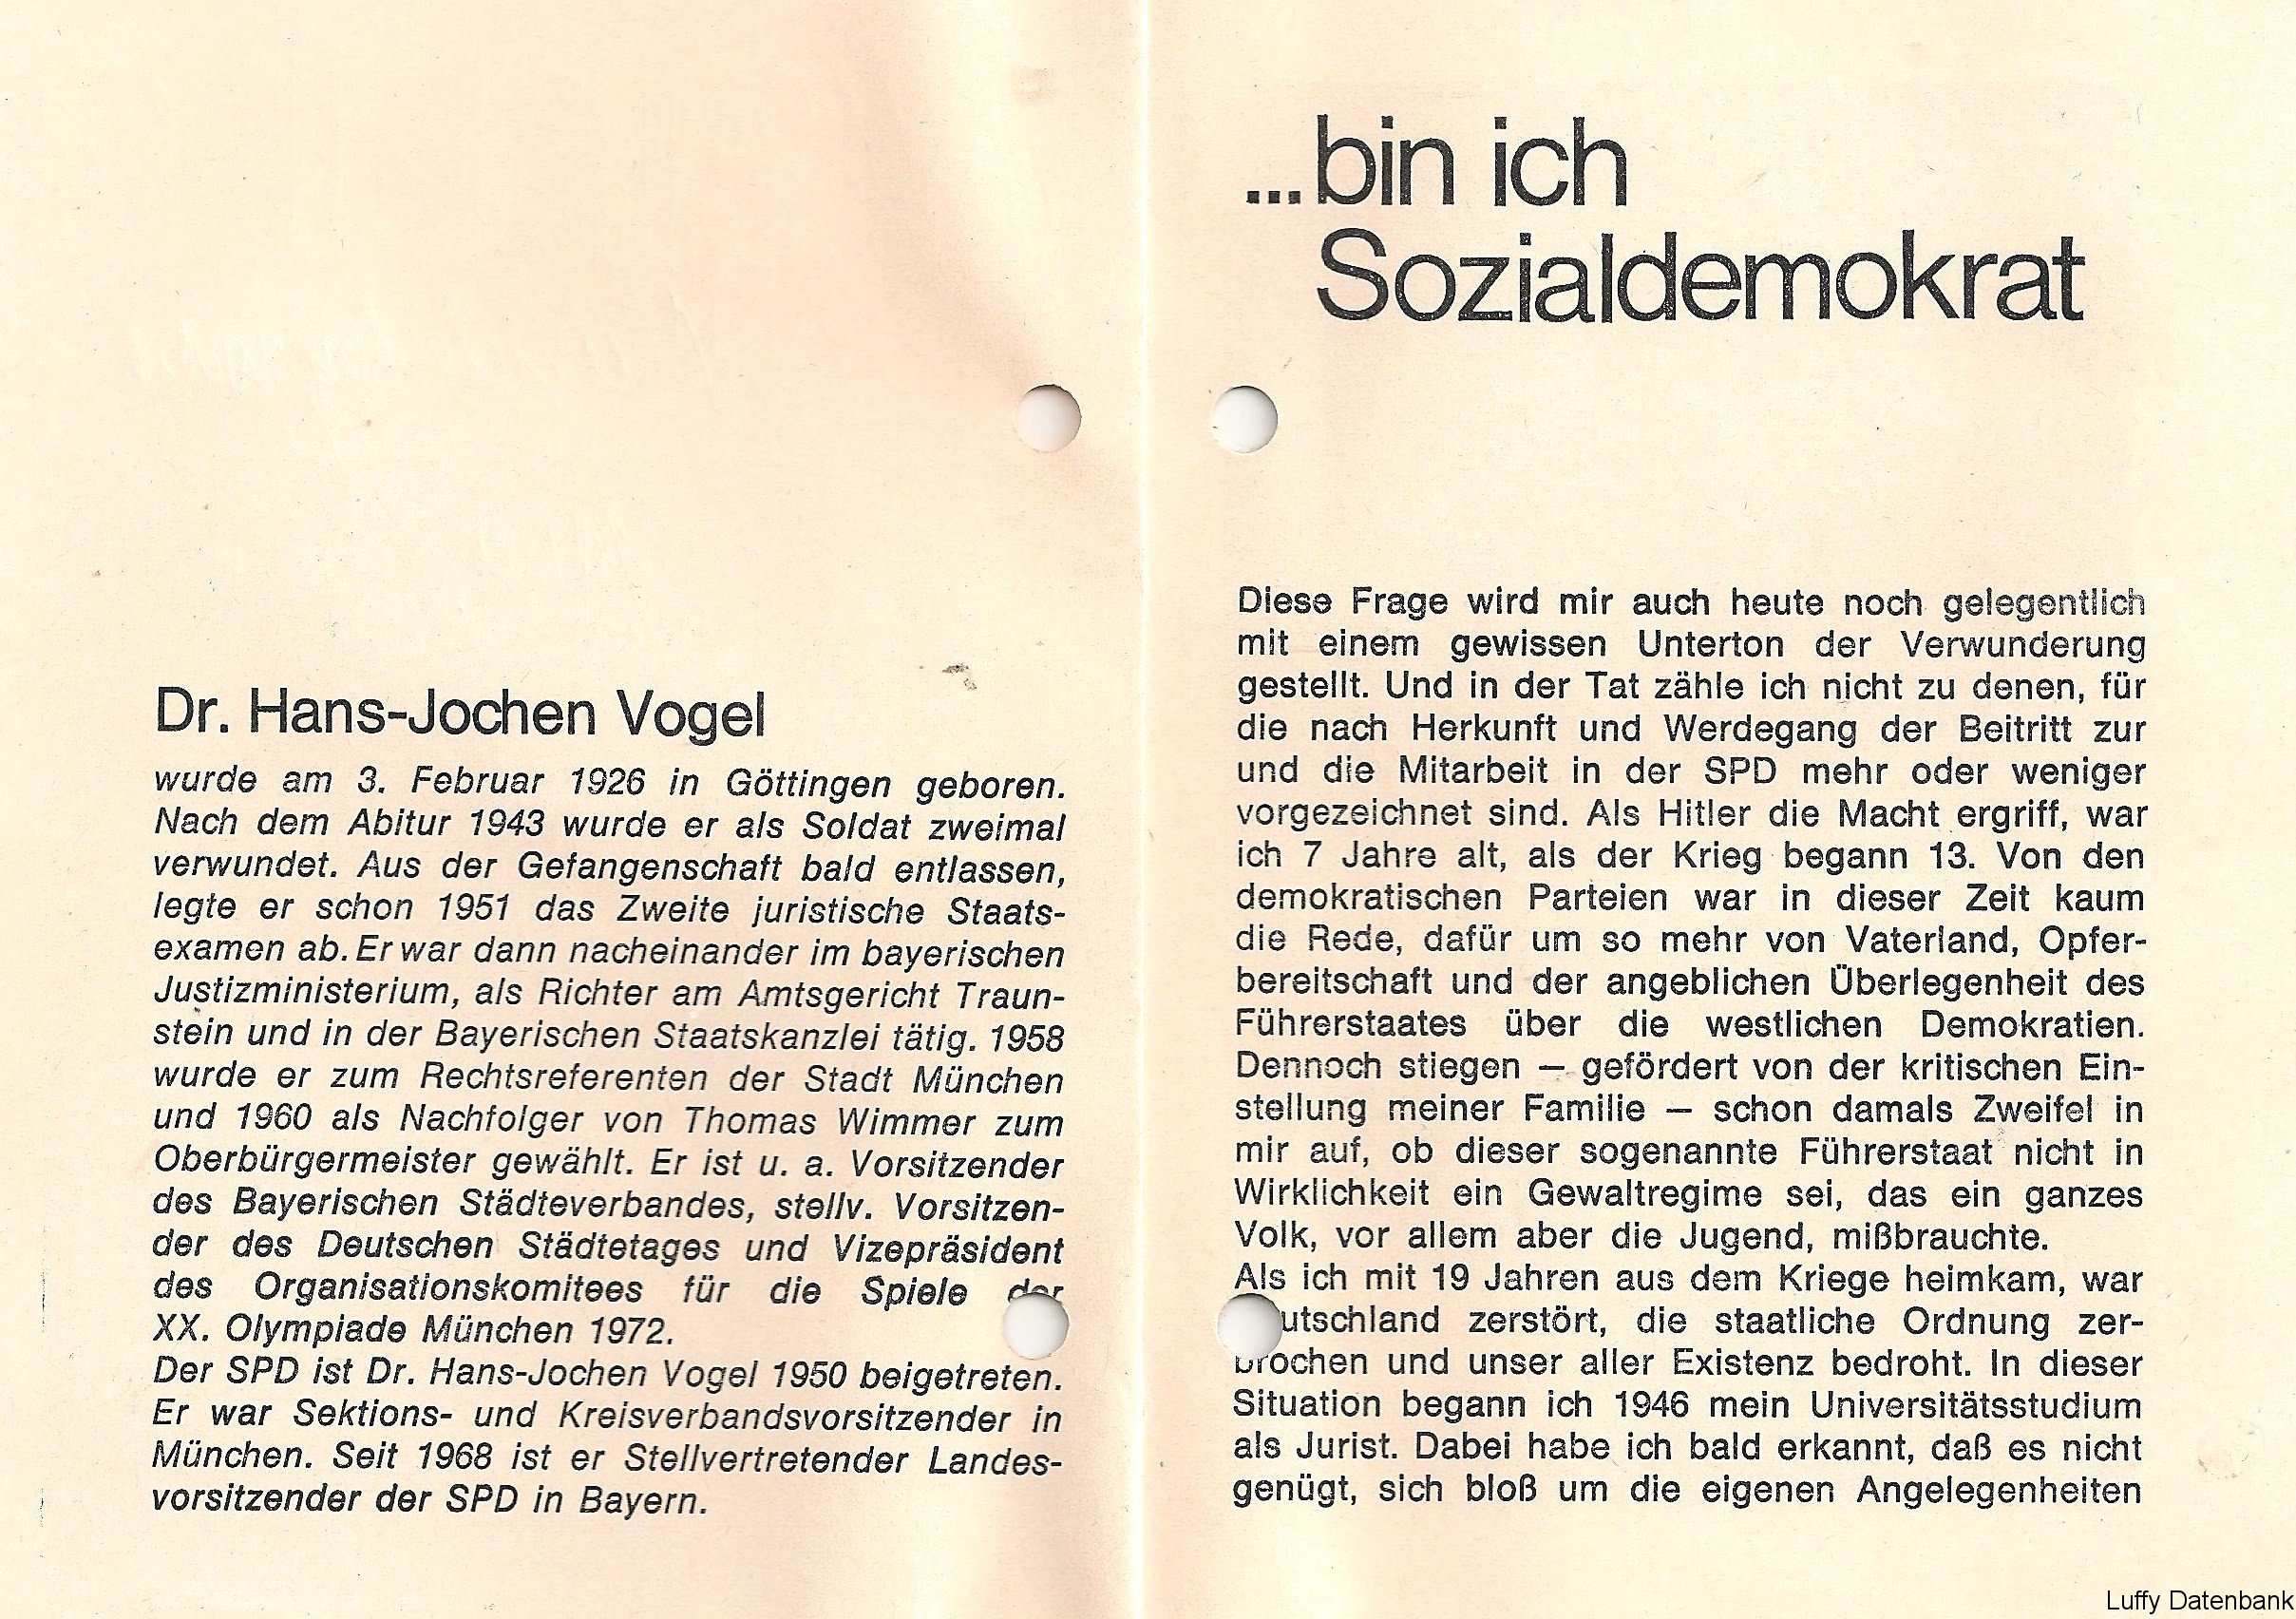 Dr. Hans-Jochen Vogel
wurde am 3. Februar 1926 in Göttingen geboren.
Nach dem Abitur 1943 wurde er als Soldat zweimal
verwundet. Aus der Gefangenschaft bald entlassen,
legte er schon 1951 das Zweite juristische Staats-
examen ab. Er war dann nacheinander im bayerischen
Justizministerium, als Richter am Amtsgericht Traun-
stein und in der Bayerischen Staatskanzlei tätig. 1958
wurde er zum Rechtsreferenten der Stadt München
und 1960 als Nachfolger von Thomas Wimmer zum
Oberbürgermeister gewählt. Er ist u. a. Vorsitzender
des Bayerischen Städteverbandes, stellv. Vorsitzen-
der des Deutschen Städtetages und Vizepräsident
des Organisationskomitees für die Spiele der
XX. Olympiade München 1972.
Der SPD ist Dr. Hans-Jochen Vogel 1950 beigetreten.
Er war Sektions- und Kreisverbandsvorsitzender in
München. Seit 1968 ist er Stellvertretender Landes-
vorsitzender der SPD in Bayern.
...bin ich
Sozialdemokrat
Diese Frage wird mir auch heute noch gelegentlich
mit einem gewissen Unterton der Verwunderung
gestellt. Und in der Tat zähle ich nicht zu denen, für
die nach Herkunft und Werdegang der Beitritt zur
und die Mitarbeit in der SPD mehr oder weniger
vorgezeichnet sind. Als Hitler die Macht ergriff, war
ich 7 Jahre alt, als der Krieg begann 13. Von den
demokratischen Parteien war in dieser Zeit kaum
die Rede, dafür um so mehr von Vaterland, Opfer-
bereitschaft und der angeblichen Überlegenheit des
Führerstaates über die westlichen Demokratien.
Dennoch stiegen — gefördert von der kritischen Ein-
stellung meiner Familie — schon damals Zweifel in
mir auf, ob dieser sogenannte Führerstaat nicht in
Wirklichkeit ein Gewaltregime sei, das ein ganzes
Volk, vor allem aber die Jugend, mißbrauchte.
Als ich mit 19 Jahren aus dem Kriege heimkam, war
utschland zerstört, die staatliche Ordnung zer-
brochen und unser aller Existenz bedroht. In dieser
Situation begann ich 1946 mein Universitätsstudium
als Jurist. Dabei habe ich bald erkannt, daß es nicht
genügt, sich bloß um die eigenen Angelegenheiten
Luffy Datenbank